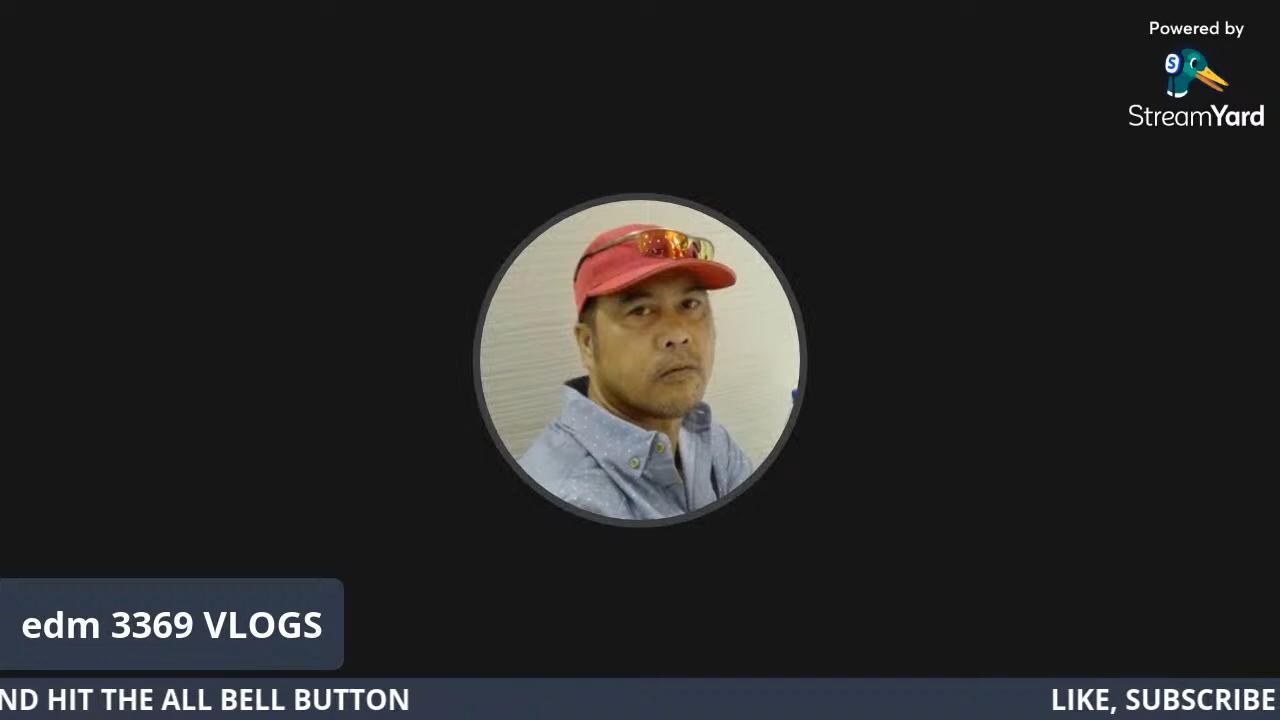 Powered by
S
StreamYard
edm 3369 VLOGS
ND HIT THE ALL BELL BUTTON
LIKE, SUBSCRIBE